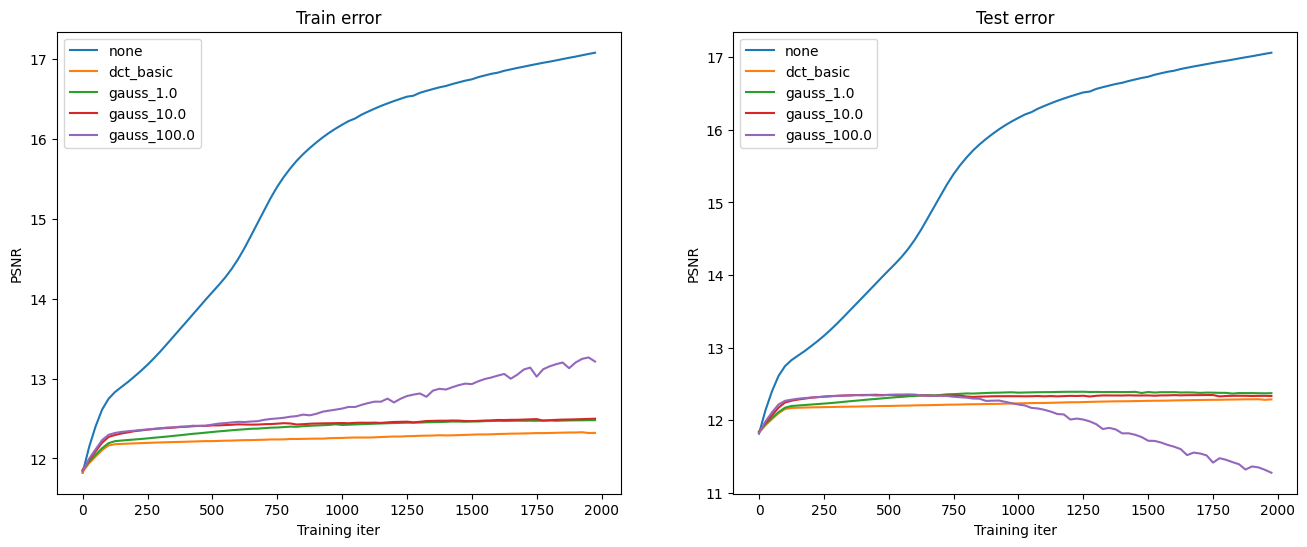 Train error
PSNR
17
16
15
14
13
12
none
dct_basic
gauss_1.0
gauss_10.0
gauss_100.0
0 250 500 750 1000 1250 1500 1750 2000
Training iter
Test error
PSNR
17
16
15
14
13
12
11
none
dct_basic
gauss_1.0
gauss_10.0
gauss_100.0
0 250 500 750 1000 1250 1500 1750 2000
Training iter